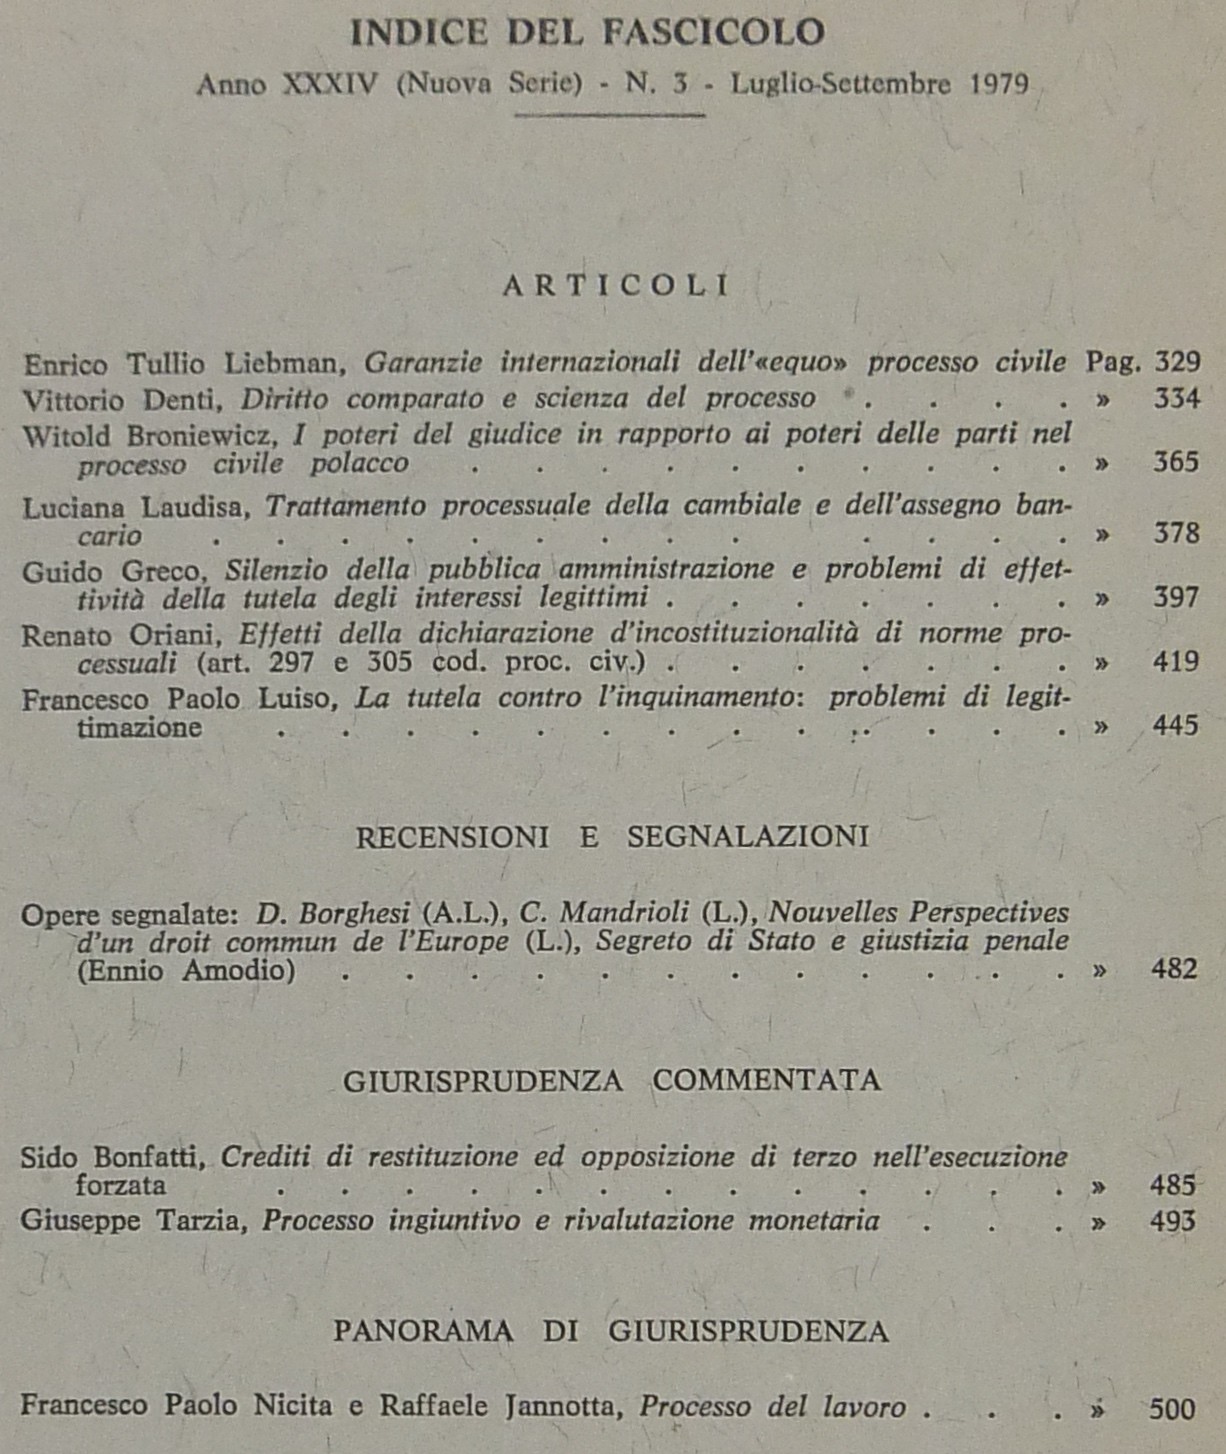 INDICE DEL FASCICOLO
Anno XXXIV (Nuova Serie) - N. 3 - Luglio-Settembre 1979
ARTICOLI
Enrico Tullio Liebman, Garanzie internazionali dell'«equo» processo civile Pag. 329
Vittorio Denti, Diritto comparato e scienza del processo . . . . » 334
Witold Broniewicz, I poteri del giudice in rapporto ai poteri delle parti nel
processo civile polacco . . . . . . . . . . » 365
Luciana Laudisa, Trattamento processuale della cambiale e dell'assegno ban-
cario . . . . . . . . . . . . . » 378
Guido Greco, Silenzio della pubblica amministrazione e problemi di effet-
tività della tutela degli interessi legittimi . . . . . . . » 397
Renato Oriani, Effetti della dichiarazione d'incostituzionalità di norme pro-
cessuali (art. 297 e 305 cod. proc. civ.) . . . . . . . » 419
Francesco Paolo Luiso, La tutela contro l'inquinamento: problemi di legit-
timazione . . . . . . . . . . . . . » 445
RECENSIONI E SEGNALAZIONI
Opere segnalate: D. Borghesi (A.L.), C. Mandrioli (L.), Nouvelles Perspectives
d'un droit commun de l'Europe (L.), Segreto di Stato e giustizia penale
(Ennio Amodio) . . . . . . . . . . . . » 482
GIURISPRUDENZA COMMENTATA
Sido Bonfatti, Crediti di restituzione ed opposizione di terzo nell'esecuzione
forzata . . . . . . . . . . . . . » 485
Giuseppe Tarzia, Processo ingiuntivo e rivalutazione monetaria . . . » 493
PANORAMA DI GIURISPRUDENZA
Francesco Paolo Nicita e Raffaele Jannotta, Processo del lavoro . . . » 500